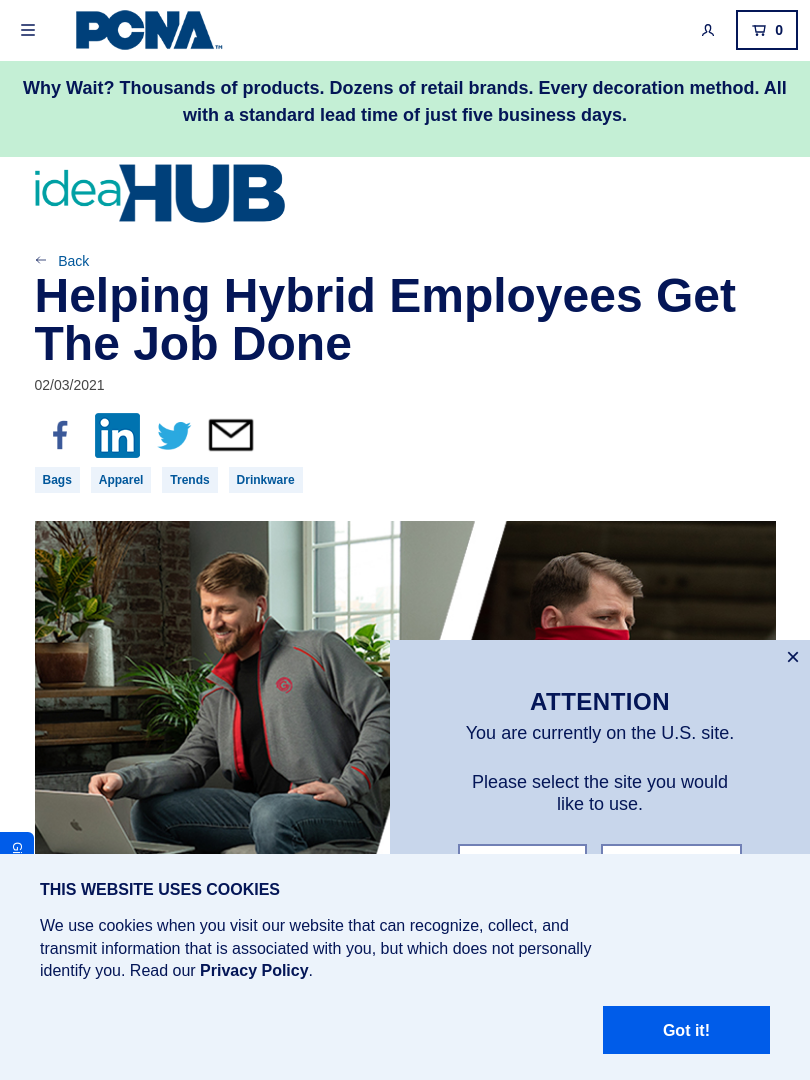 PCNA™
0
Why Wait? Thousands of products. Dozens of retail brands. Every decoration method. All
with a standard lead time of just five business days.
ideaHUB
Back
Helping Hybrid Employees Get
The Job Done
02/03/2021
Bags Apparel Trends Drinkware
ATTENTION
You are currently on the U.S. site.
Please select the site you would
like to use.
THIS WEBSITE USES COOKIES
We use cookies when you visit our website that can recognize, collect, and
transmit information that is associated with you, but which does not personally
identify you. Read our Privacy Policy.
Got it!